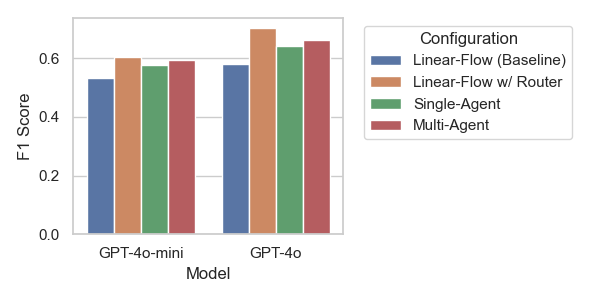 0.6
0.4
0.2
0.0
F1 Score
GPT-4o-mini
GPT-4o
Model
Configuration
Linear-Flow (Baseline)
Linear-Flow w/ Router
Single-Agent
Multi-Agent